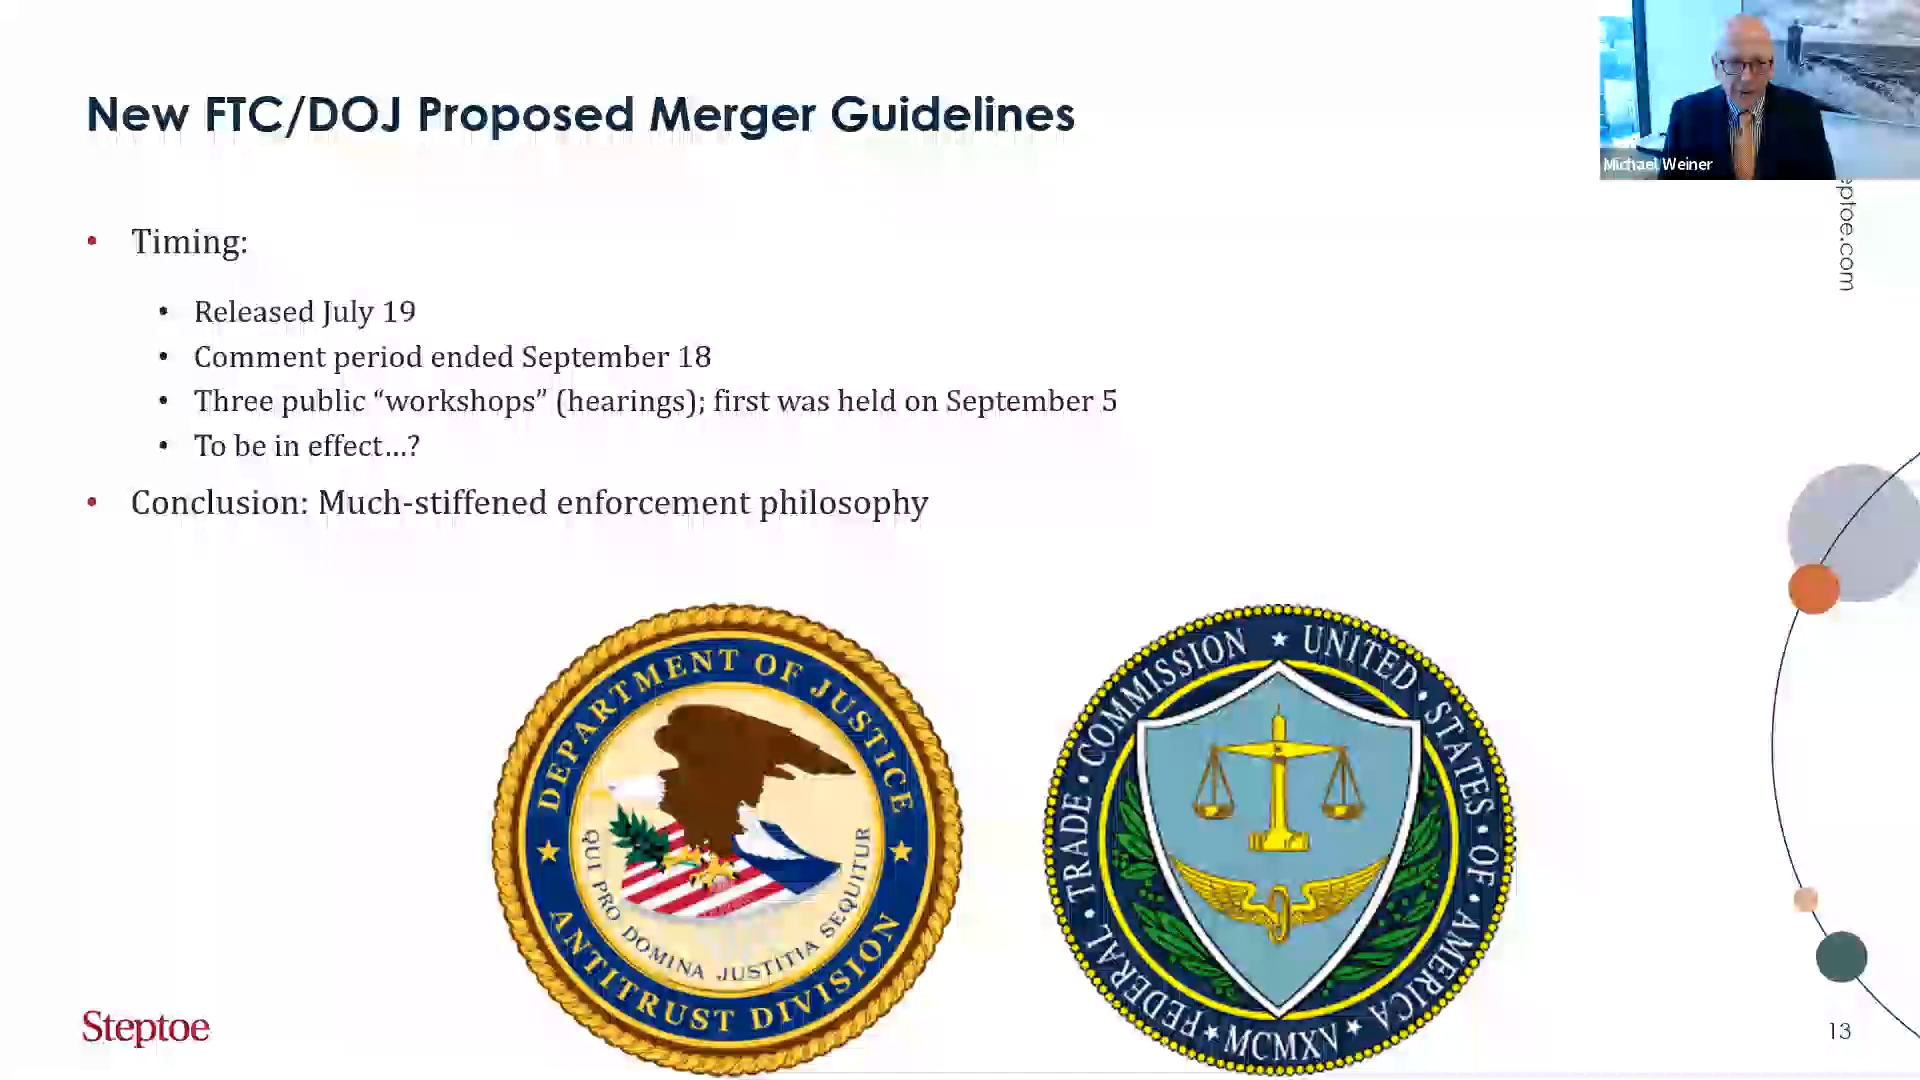 New FTC/DOJ Proposed Merger Guidelines
Michael Weiner
eptoe.com
• Timing:
• Released July 19
• Comment period ended September 18
• Three public “workshops” (hearings); first was held on September 5
• To be in effect…?
• Conclusion: Much-stiffened enforcement philosophy
DEPARTMENT OF JUSTICE
QUI PRO DOMINA JUSTITIA SEQUITUR
ANTITRUST DIVISION
FEDERAL • TRADE • COMMISSION ★ UNITED • STATES • OF • AMERICA
★ MCMXV ★
Steptoe
13